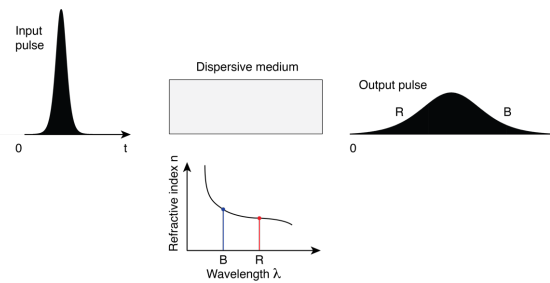 Input
pulse
0
t
Dispersive medium
Output pulse
R
B
0
Refractive index n
B
R
Wavelength λ